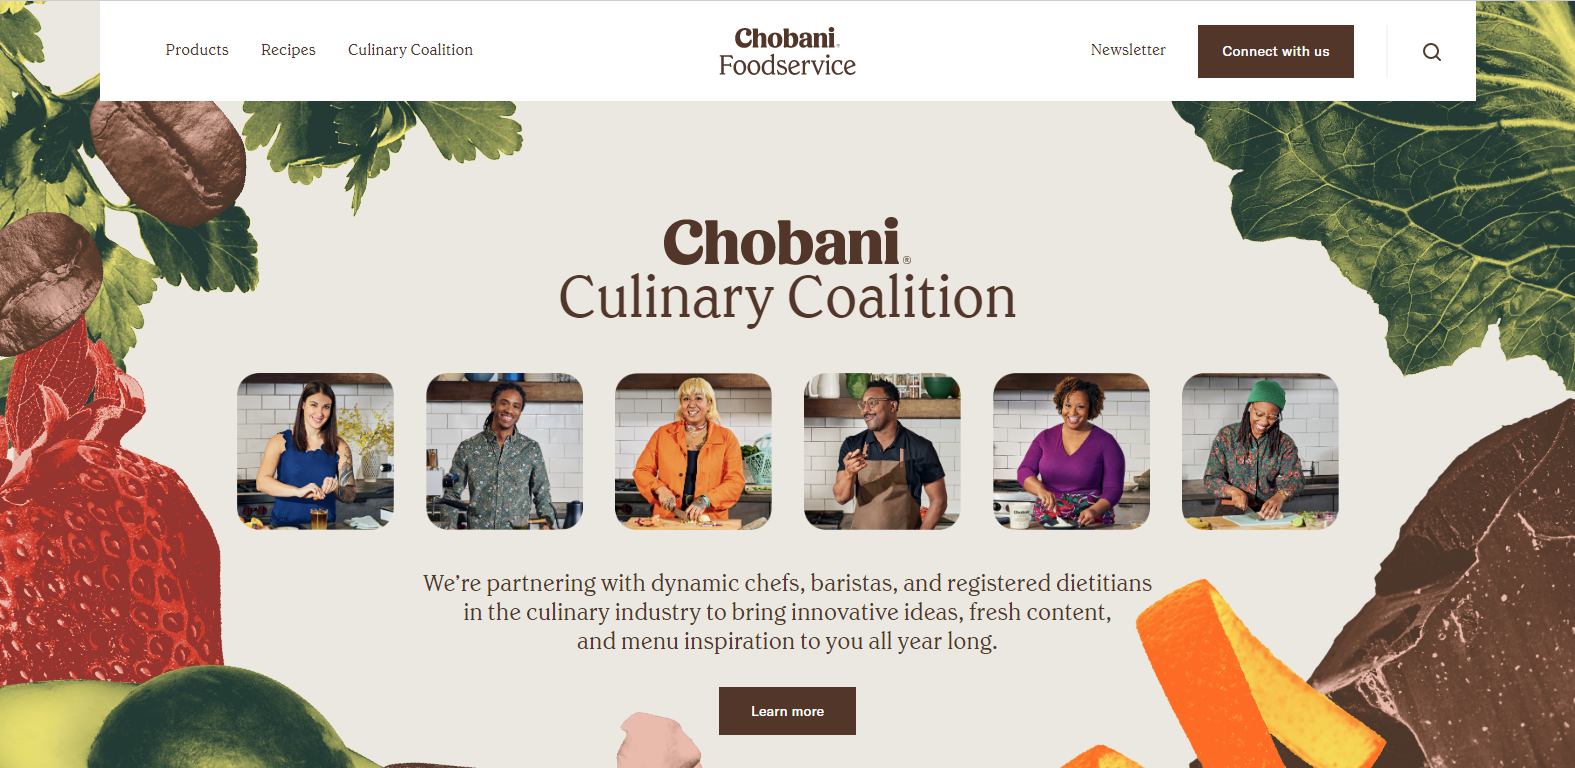 Products
Recipes
Culinary Coalition
Chobani
Foodservice
Newsletter
Connect with us
Chobani®
Culinary Coalition
Chobani
We’re partnering with dynamic chefs, baristas, and registered dietitians
in the culinary industry to bring innovative ideas, fresh content,
and menu inspiration to you all year long.
Learn more